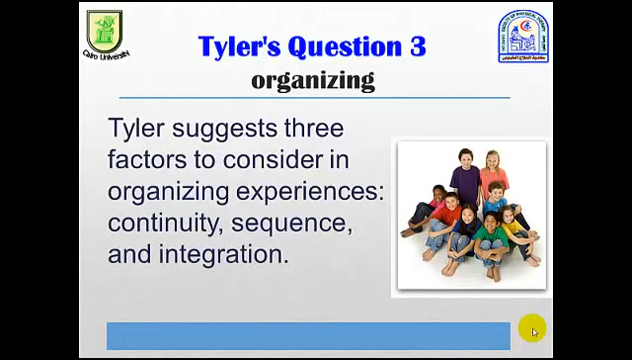 Tyler's Question 3
organizing
Tyler suggests three
factors to consider in
organizing experiences:
continuity, sequence,
and integration.
Cairo University